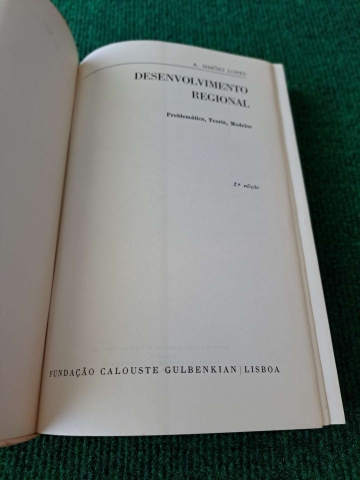 A. SIMÕES LOPES
DESENVOLVIMENTO
REGIONAL
Problemática, Teoria, Modelos
2.ª edição
FUNDAÇÃO CALOUSTE GULBENKIAN | LISBOA